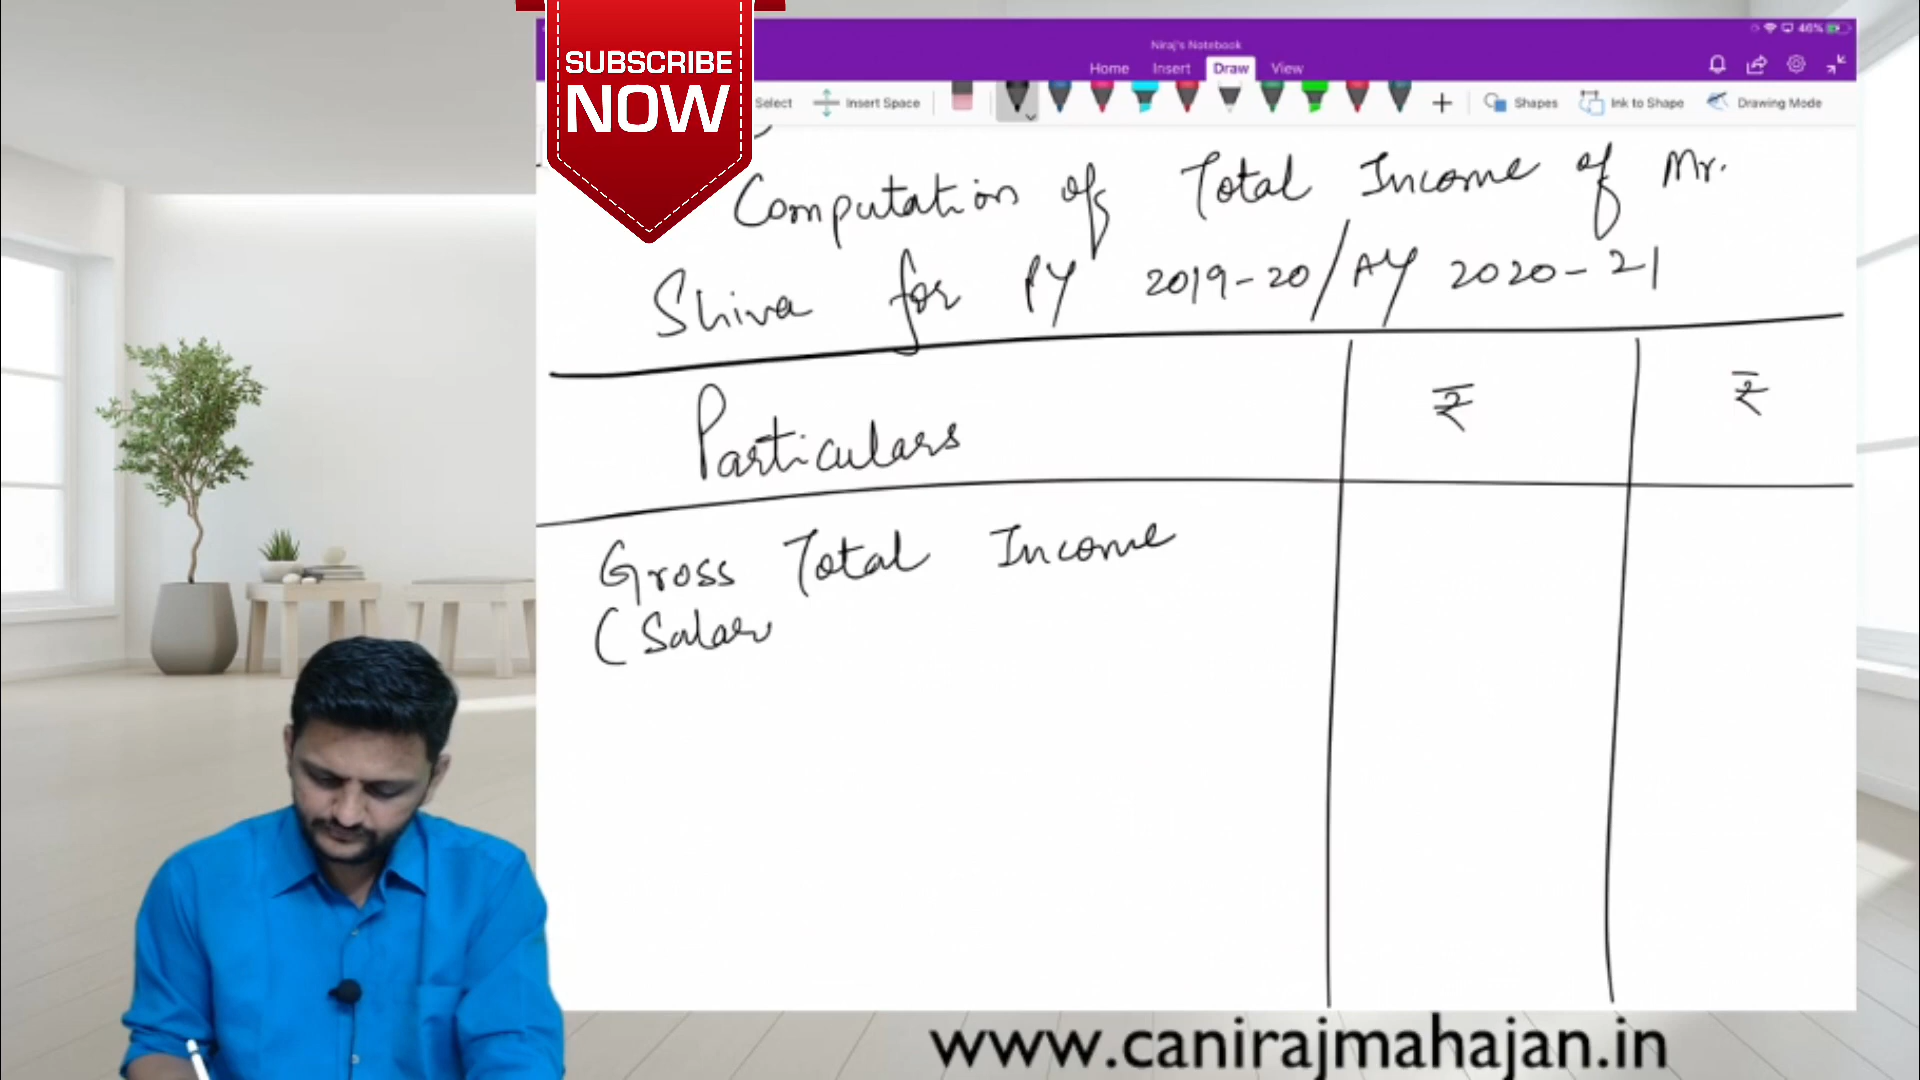 46%
Niraj's Notebook
Home Insert Draw View
SUBSCRIBE
NOW
Select Insert Space + Shapes Ink to Shape Drawing Mode
Computation of Total Income of Mr.
Shiva for PY 2019-20/AY 2020-21
Particulars ₹ ₹
Gross Total Income
(Salar
www.canirajmahajan.in